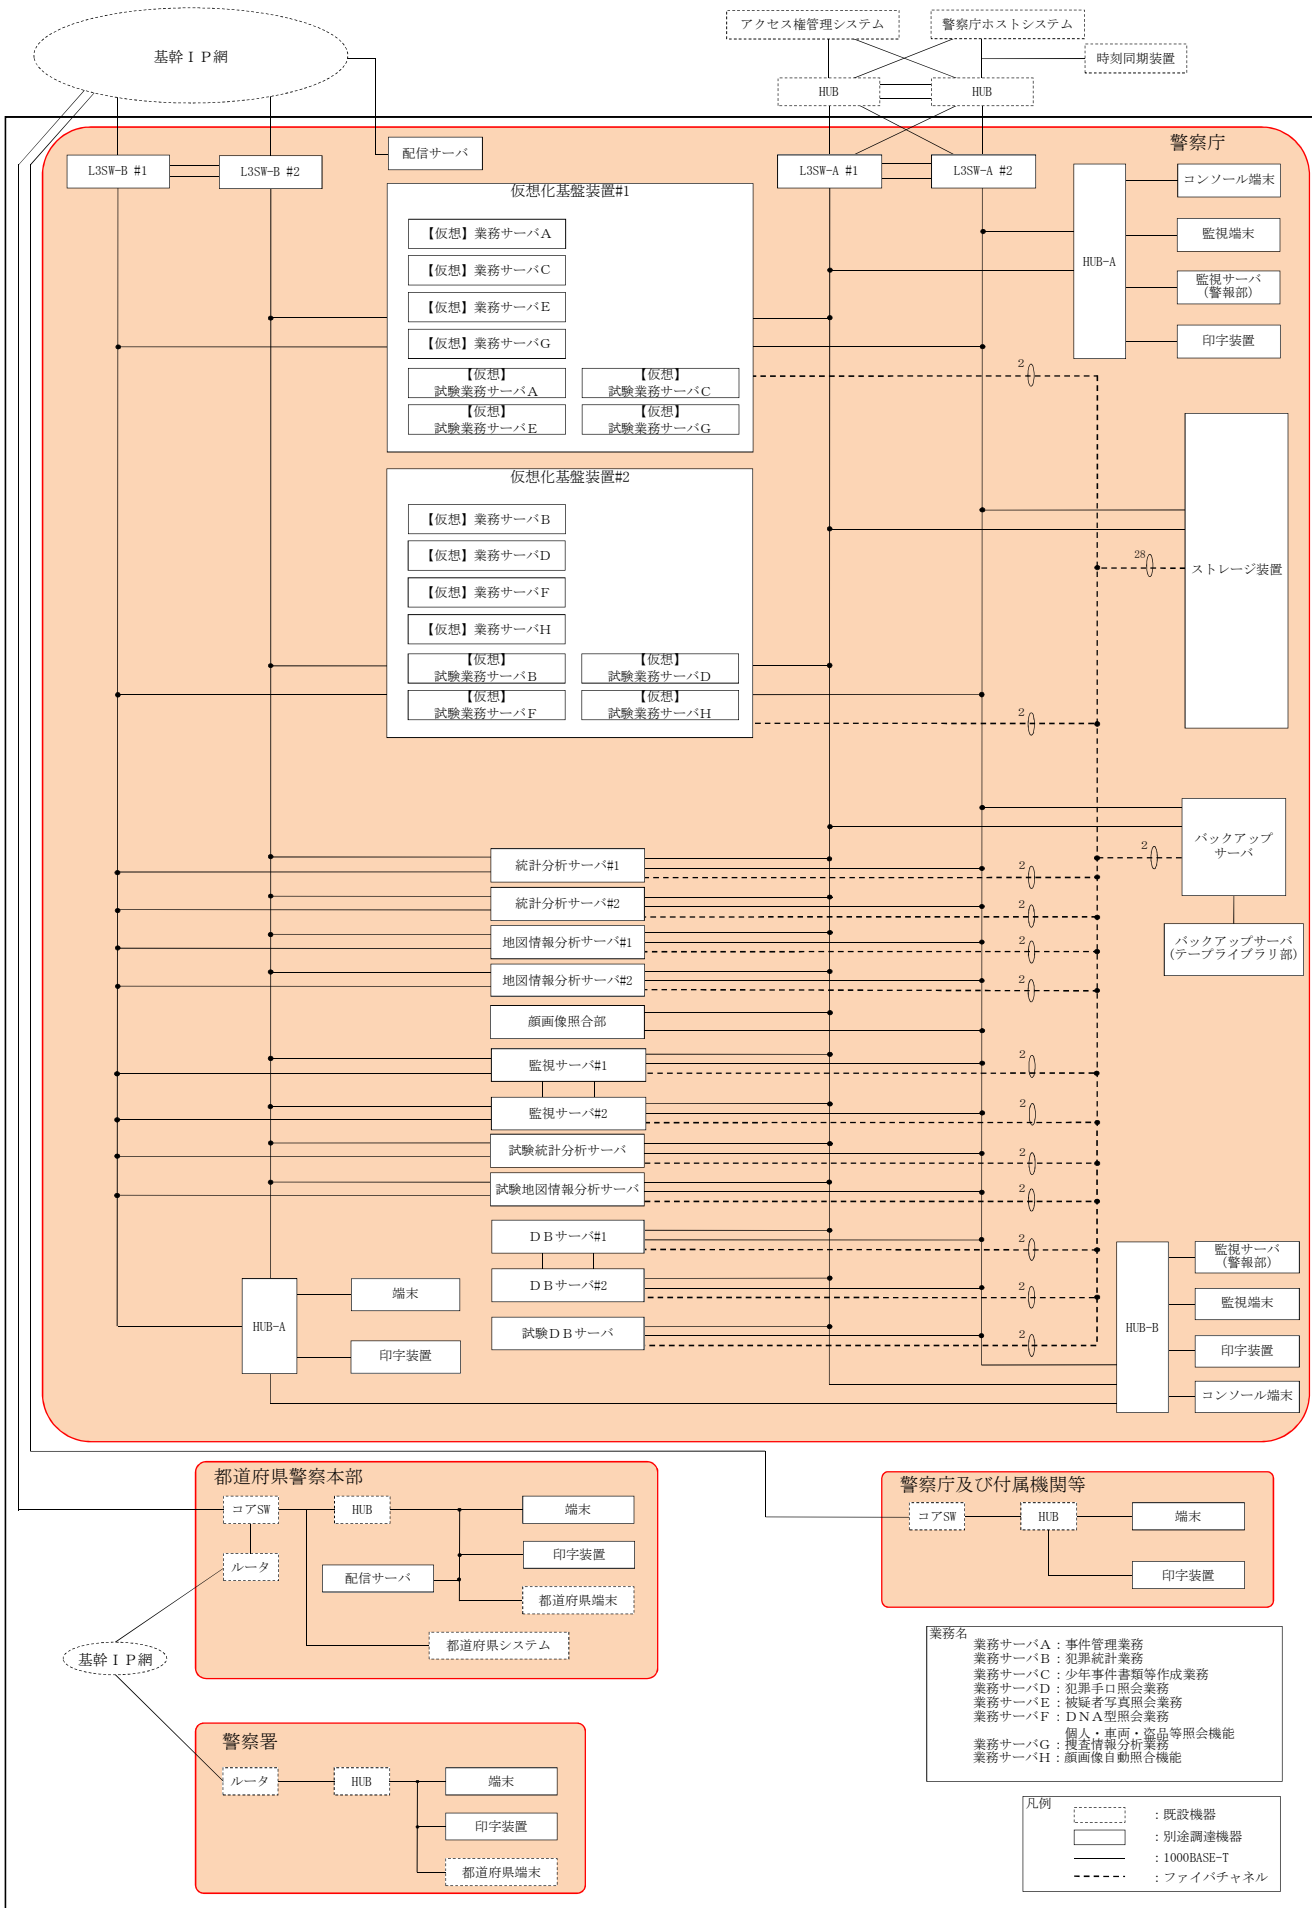 基幹ＩＰ網
アクセス権管理システム
警察庁ホストシステム
時刻同期装置
HUB
HUB
警察庁
L3SW-B #1
L3SW-B #2
配信サーバ
L3SW-A #1
L3SW-A #2
コンソール端末
監視端末
HUB-A
監視サーバ
(警報部)
印字装置
仮想化基盤装置#1
【仮想】業務サーバＡ
【仮想】業務サーバＣ
【仮想】業務サーバＥ
【仮想】業務サーバＧ
【仮想】
試験業務サーバＡ
【仮想】
試験業務サーバＣ
【仮想】
試験業務サーバＥ
【仮想】
試験業務サーバＧ
2
仮想化基盤装置#2
【仮想】業務サーバＢ
【仮想】業務サーバＤ
【仮想】業務サーバＦ
【仮想】業務サーバＨ
【仮想】
試験業務サーバＢ
【仮想】
試験業務サーバＤ
【仮想】
試験業務サーバＦ
【仮想】
試験業務サーバＨ
2
28
ストレージ装置
バックアップ
サーバ
2
バックアップサーバ
(テープライブラリ部)
統計分析サーバ#1
2
統計分析サーバ#2
2
地図情報分析サーバ#1
2
地図情報分析サーバ#2
2
顔画像照合部
監視サーバ#1
2
監視サーバ#2
2
試験統計分析サーバ
2
試験地図情報分析サーバ
2
ＤＢサーバ#1
2
ＤＢサーバ#2
2
試験ＤＢサーバ
2
HUB-A
端末
印字装置
HUB-B
監視サーバ
(警報部)
監視端末
印字装置
コンソール端末
都道府県警察本部
コアSW
HUB
端末
ルータ
印字装置
配信サーバ
都道府県端末
都道府県システム
基幹ＩＰ網
警察署
ルータ
HUB
端末
印字装置
都道府県端末
警察庁及び付属機関等
コアSW
HUB
端末
印字装置
業務名
業務サーバＡ：事件管理業務
業務サーバＢ：犯罪統計業務
業務サーバＣ：少年事件書類等作成業務
業務サーバＤ：犯罪手口照会業務
業務サーバＥ：被疑者写真照会業務
業務サーバＦ：ＤＮＡ型照会業務
個人・車両・盗品等照会機能
業務サーバＧ：捜査情報分析業務
業務サーバＨ：顔画像自動照合機能
凡例
：既設機器
：別途調達機器
：1000BASE-T
：ファイバチャネル